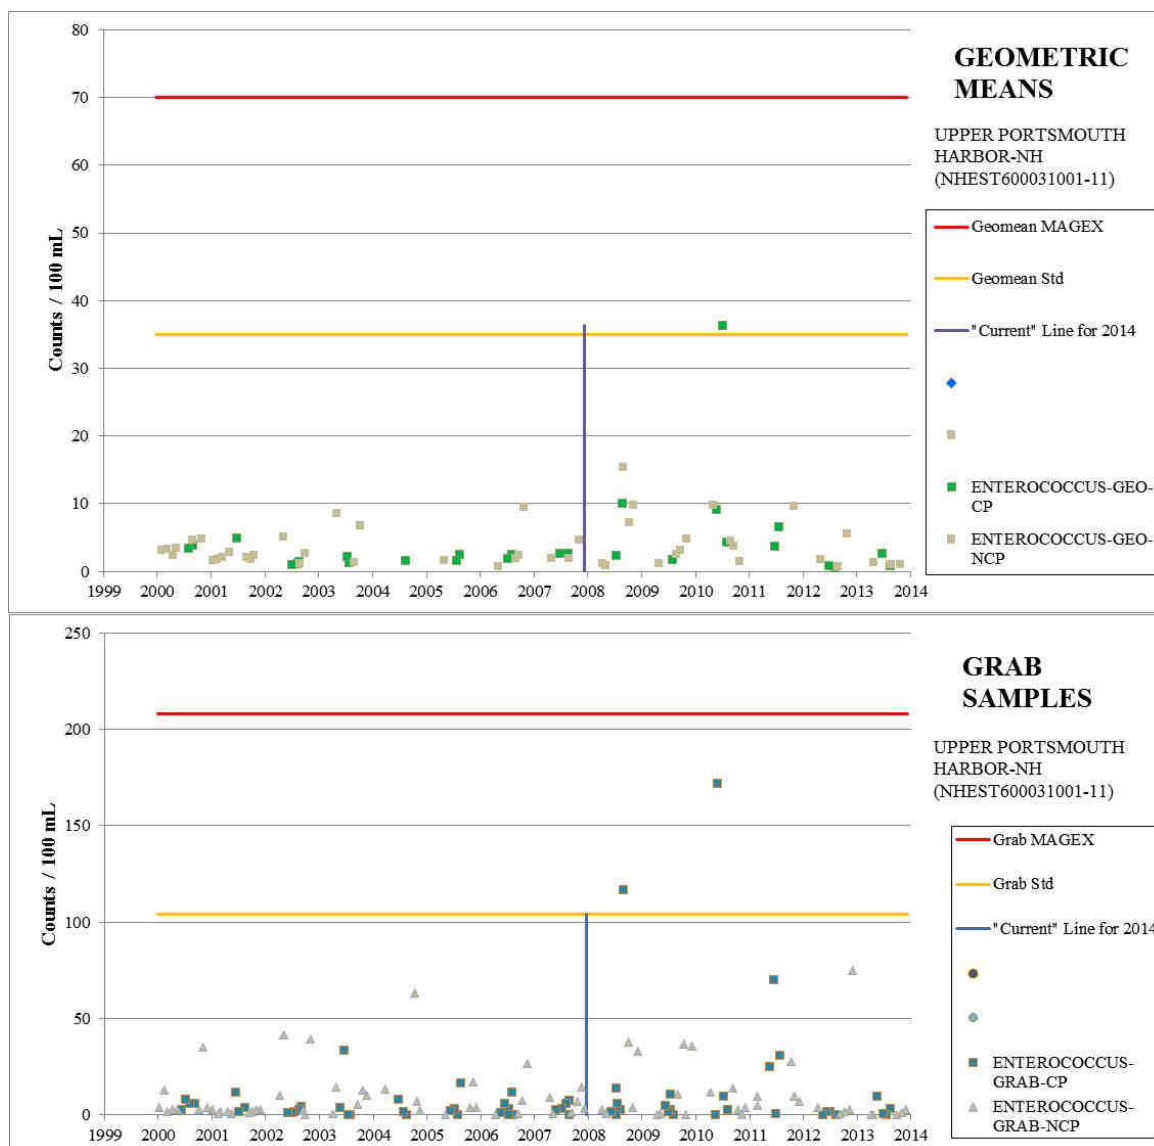 80
70
60
50
40
30
20
10
0
Counts / 100 mL
1999 2000 2001 2002 2003 2004 2005 2006 2007 2008 2009 2010 2011 2012 2013 2014
GEOMETRIC
MEANS
UPPER PORTSMOUTH
HARBOR-NH
(NHEST600031001-11)
Geomean MAGEX
Geomean Std
"Current" Line for 2014
ENTEROCOCCUS-GEO-
CP
ENTEROCOCCUS-GEO-
NCP
250
200
150
100
50
0
Counts / 100 mL
1999 2000 2001 2002 2003 2004 2005 2006 2007 2008 2009 2010 2011 2012 2013 2014
GRAB
SAMPLES
UPPER PORTSMOUTH
HARBOR-NH
(NHEST600031001-11)
Grab MAGEX
Grab Std
"Current" Line for 2014
ENTEROCOCCUS-
GRAB-CP
ENTEROCOCCUS-
GRAB-NCP